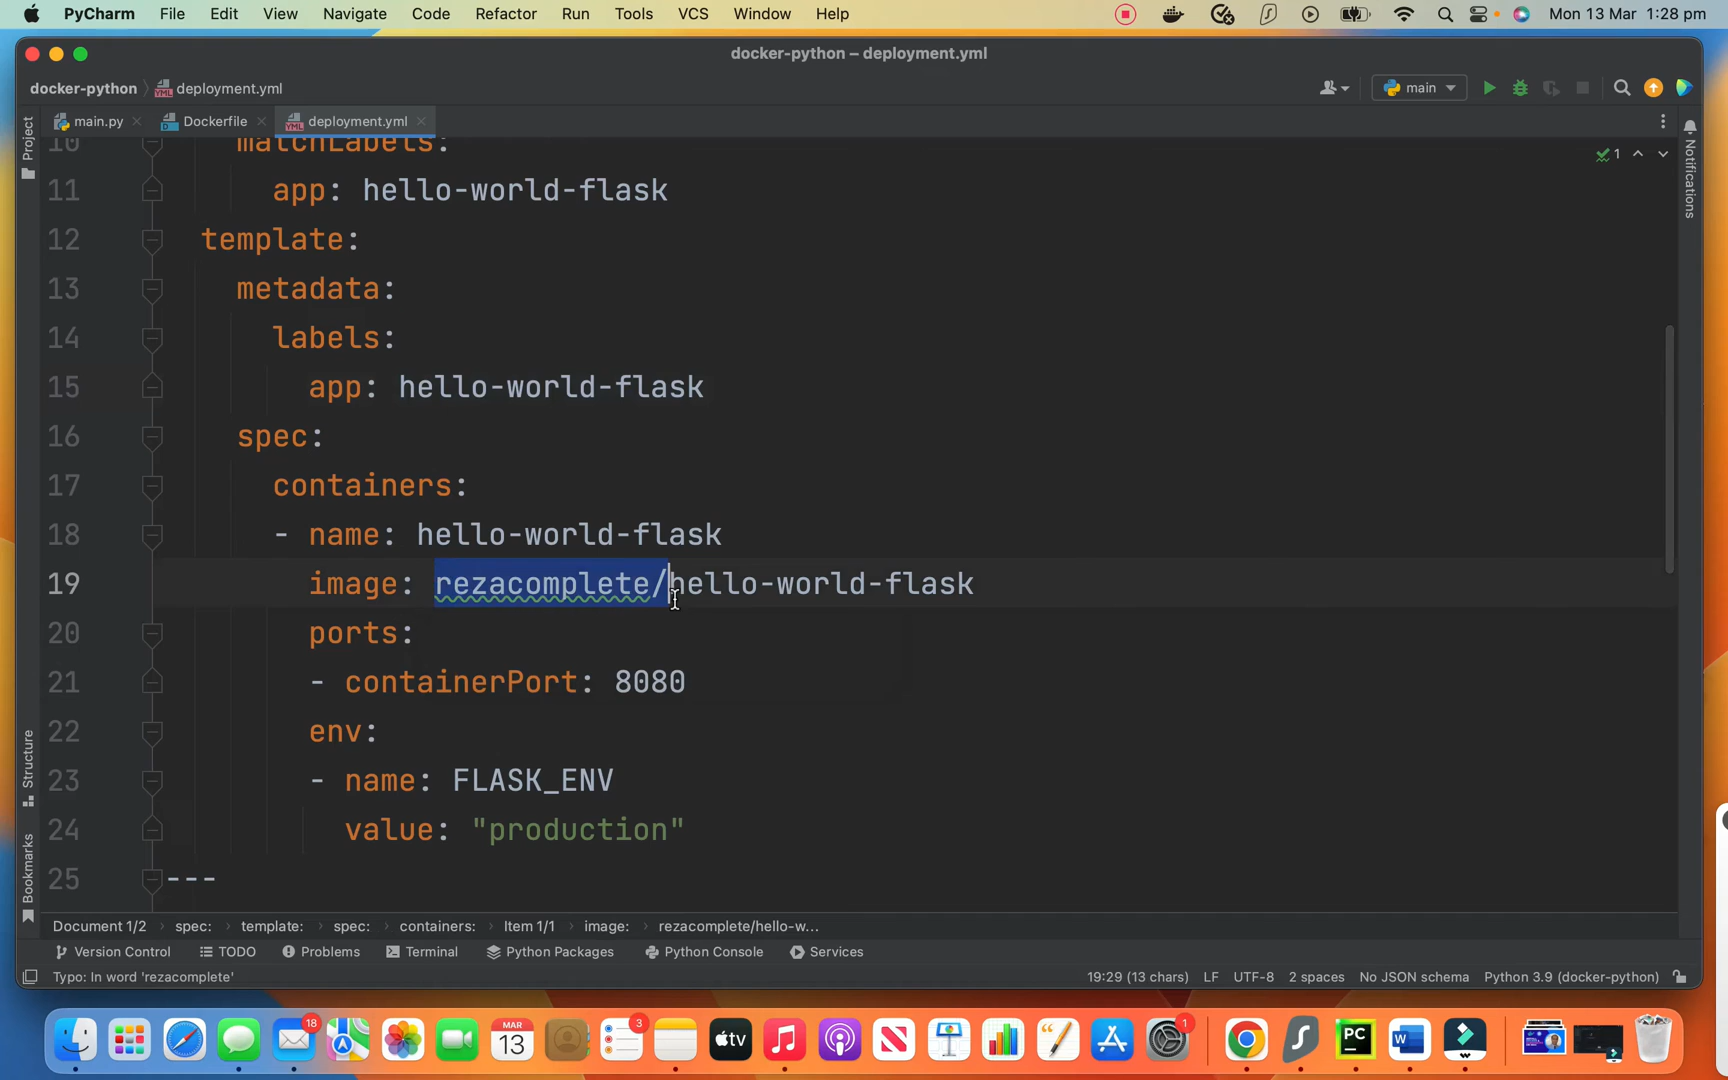 PyCharm File Edit View Navigate Code Refactor Run Tools VCS Window Help Mon 13 Mar 1:28 pm
docker-python – deployment.yml
docker-python deployment.yml main
main.py Dockerfile deployment.yml
Project
Notifications
Structure
Bookmarks
1
10 matchLabels:
11 app: hello-world-flask
12 template:
13 metadata:
14 labels:
15 app: hello-world-flask
16 spec:
17 containers:
18 - name: hello-world-flask
19 image: rezacomplete/hello-world-flask
20 ports:
21 - containerPort: 8080
22 env:
23 - name: FLASK_ENV
24 value: "production"
25 ---
Document 1/2 spec: template: spec: containers: Item 1/1 image: rezacomplete/hello-w...
Version Control TODO Problems Terminal Python Packages Python Console Services
Typo: In word 'rezacomplete' 19:29 (13 chars) LF UTF-8 2 spaces No JSON schema Python 3.9 (docker-python)
18 MAR 13 3 tv 1 PC W